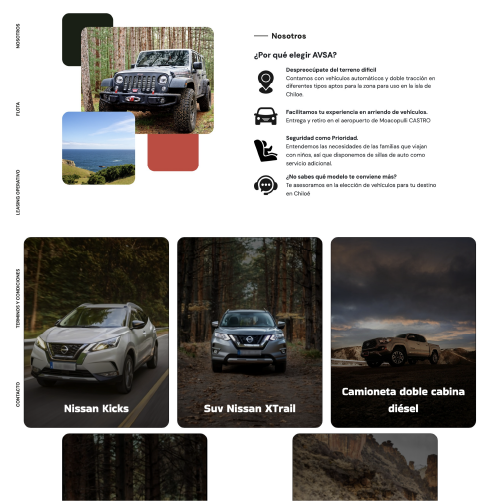 NOSOTROS
FLOTA
LEASING OPERATIVO
TERMINOS Y CONDICIONES
CONTACTO
Nosotros
¿Por qué elegir AVSA?
Despreocúpate del terreno difícil
Contamos con vehículos automáticos y doble tracción en
diferentes tipos aptos para la zona para uso en la isla de
Chiloe.
Facilitamos tu experiencia en arriendo de vehículos.
Entrega y retiro en el aeropuerto de Moacopulli CASTRO
Seguridad como Prioridad.
Entendemos las necesidades de las familias que viajan
con niños, así que disponemos de sillas de auto como
servicio adicional.
¿No sabes qué modelo te conviene más?
Te asesoramos en la elección de vehículos para tu destino
en Chiloé
Nissan Kicks
Suv Nissan XTrail
Camioneta doble cabina
diésel